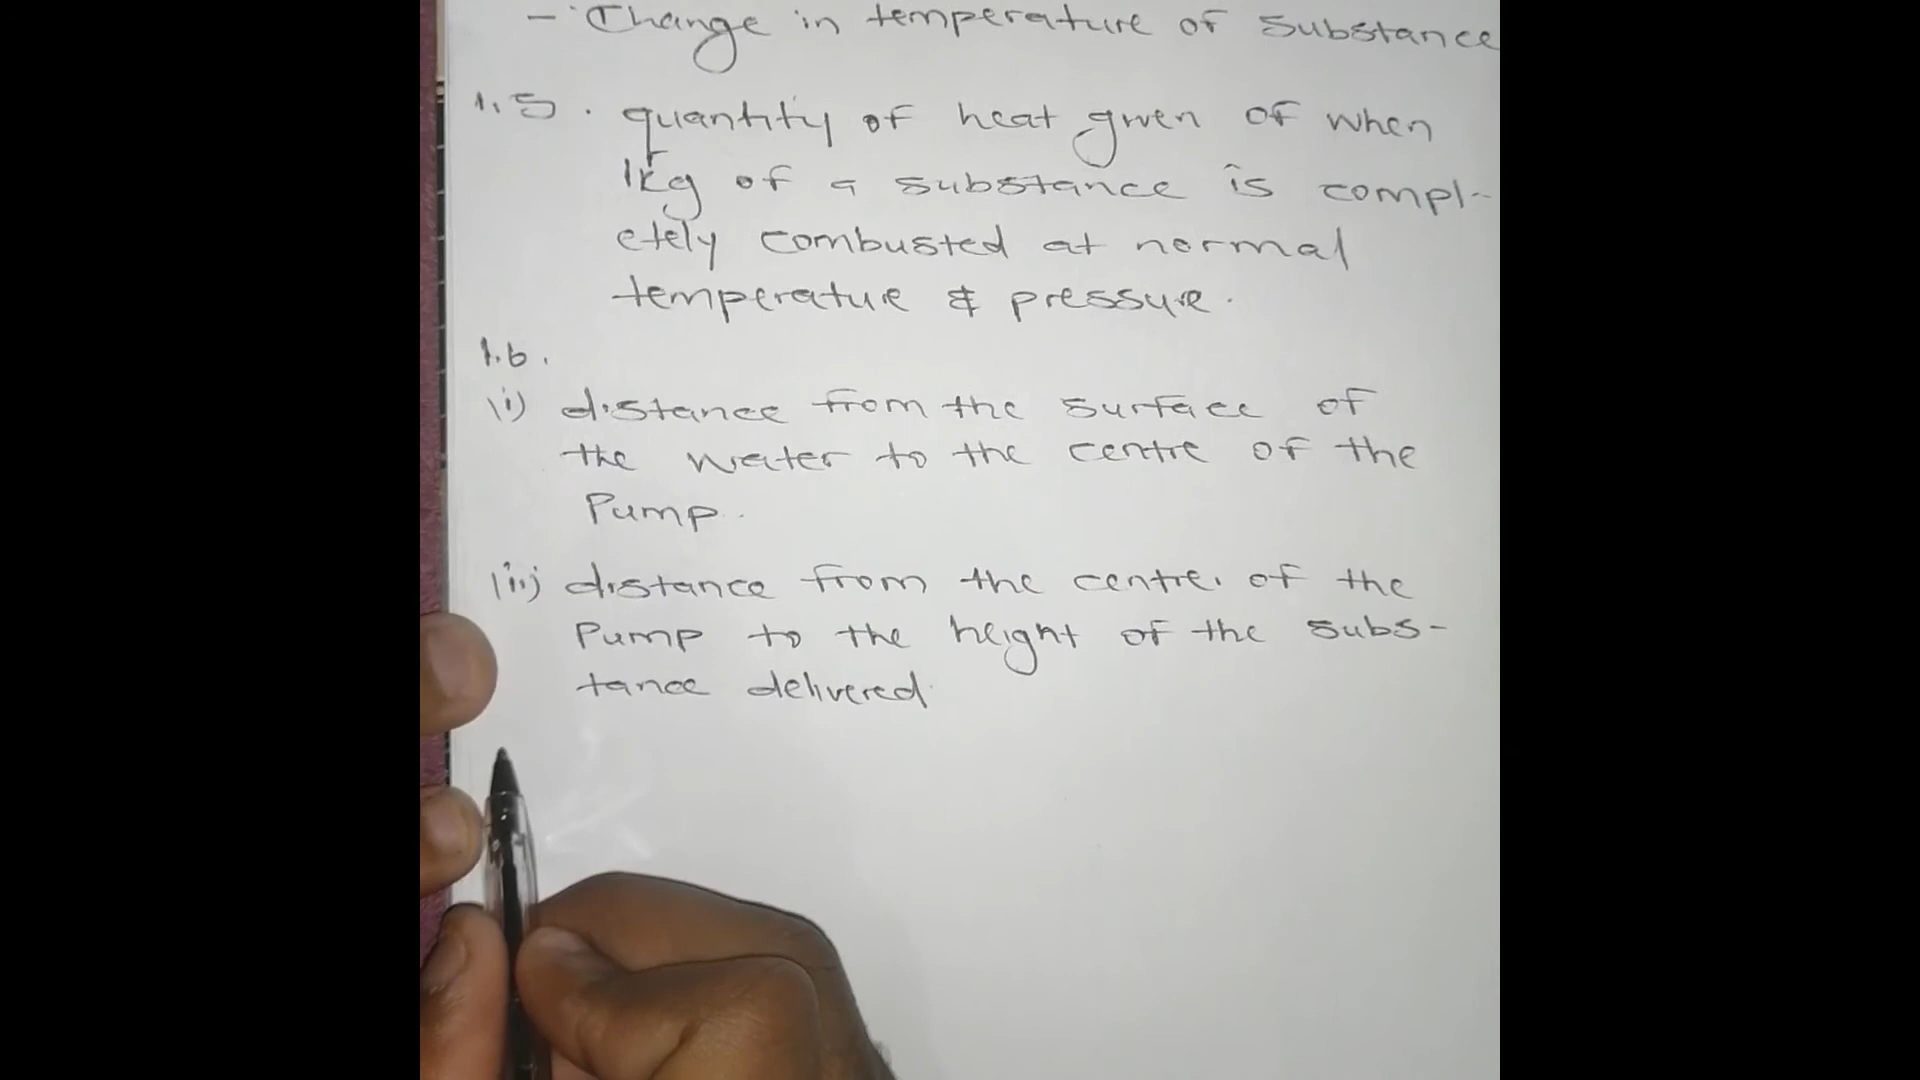 - Change in temperature of substance
1.5. quantity of heat given of when
1kg of a substance is compl-
etely combusted at normal
temperature & pressure.
1.6.
(i) distance from the surface of
the water to the centre of the
Pump.
(ii) distance from the centre of the
Pump to the height of the subs-
tance delivered